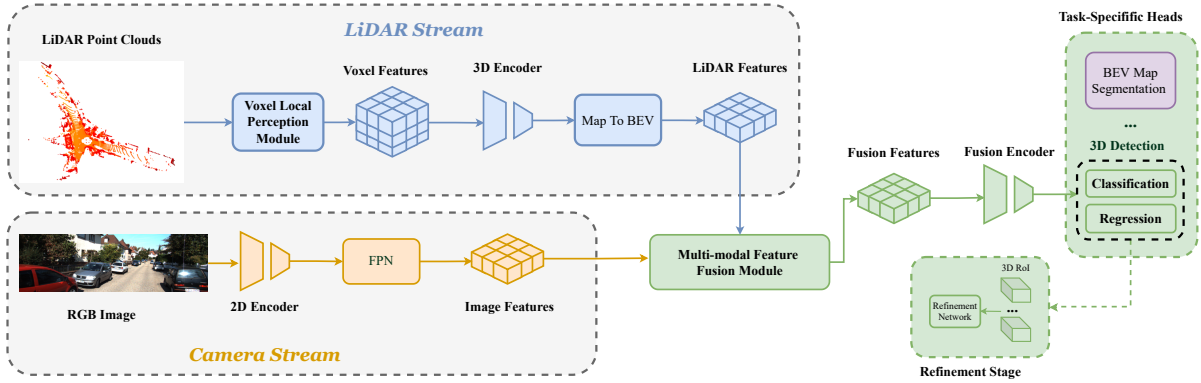 LiDAR Stream
LiDAR Point Clouds
Voxel Local
Perception
Module
Voxel Features
3D Encoder
Map To BEV
LiDAR Features
RGB Image
2D Encoder
FPN
Image Features
Camera Stream
Multi-modal Feature
Fusion Module
Fusion Features
Fusion Encoder
Task-Specifific Heads
BEV Map
Segmentation
...
3D Detection
Classification
Regression
3D RoI
...
Refinement
Network
Refinement Stage